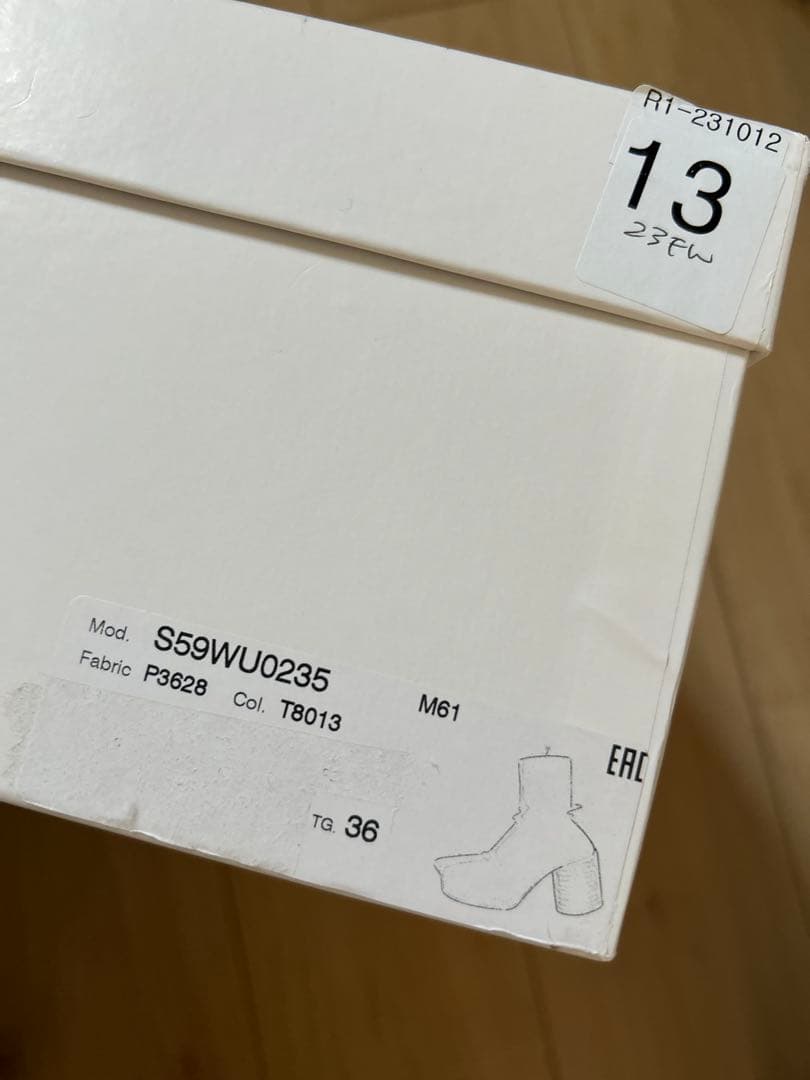 R1-231012
13
23FW
Mod. S59WU0235
Fabric P3628 Col. T8013 M61
EAC
TG. 36